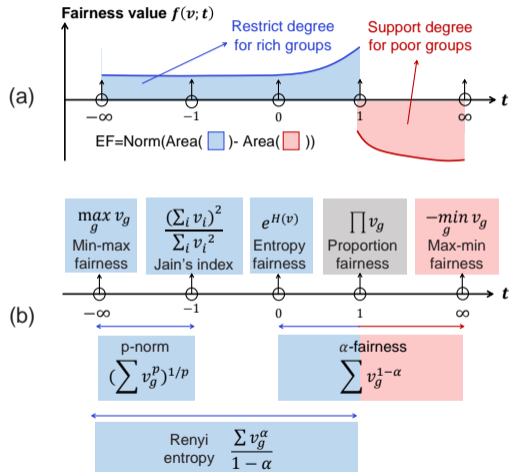 Fairness value f(v; t)
Restrict degree
for rich groups
Support degree
for poor groups
(a)
−∞ -1 0 1 ∞ t
EF=Norm(Area( )- Area( ))
max v_g
g
Min-max
fairness
(∑_i v_i)^2
∑_i v_i^2
Jain's index
e^{H(v)}
Entropy
fairness
∏ v_g
Proportion
fairness
−min v_g
g
Max-min
fairness
(b)
−∞ -1 0 1 ∞ t
p-norm
(∑ v_g^p)^{1/p}
α-fairness
∑ v_g^{1−α}
Renyi
entropy
∑ v_g^α
1 − α